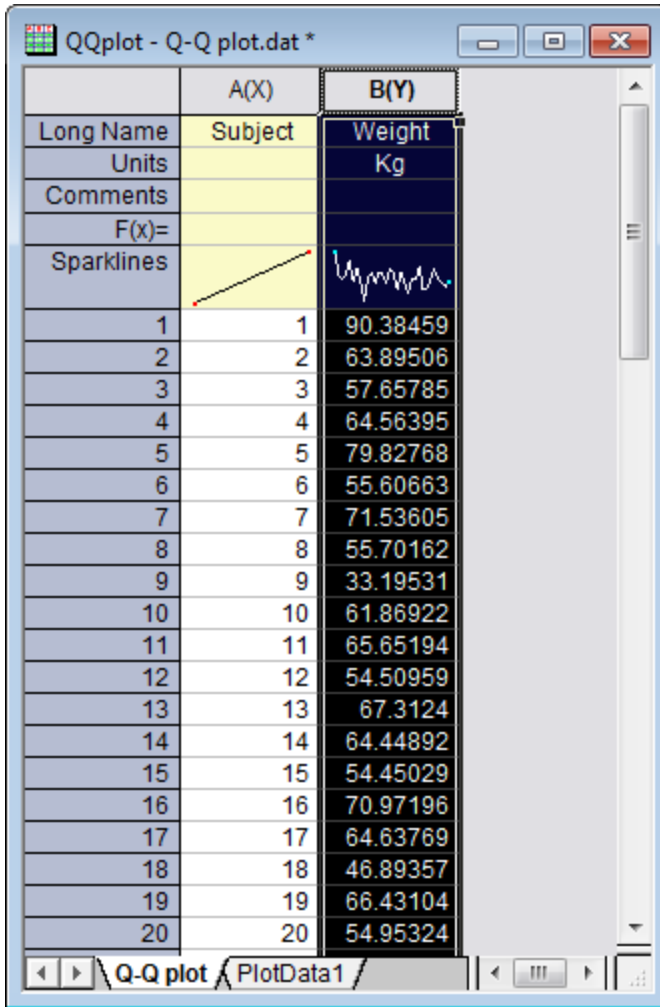 QQplot - Q-Q plot.dat *
A(X) B(Y)
Long Name Subject Weight
Units Kg
Comments
F(x)=
Sparklines
1 1 90.38459
2 2 63.89506
3 3 57.65785
4 4 64.56395
5 5 79.82768
6 6 55.60663
7 7 71.53605
8 8 55.70162
9 9 33.19531
10 10 61.86922
11 11 65.65194
12 12 54.50959
13 13 67.3124
14 14 64.44892
15 15 54.45029
16 16 70.97196
17 17 64.63769
18 18 46.89357
19 19 66.43104
20 20 54.95324
Q-Q plot PlotData1